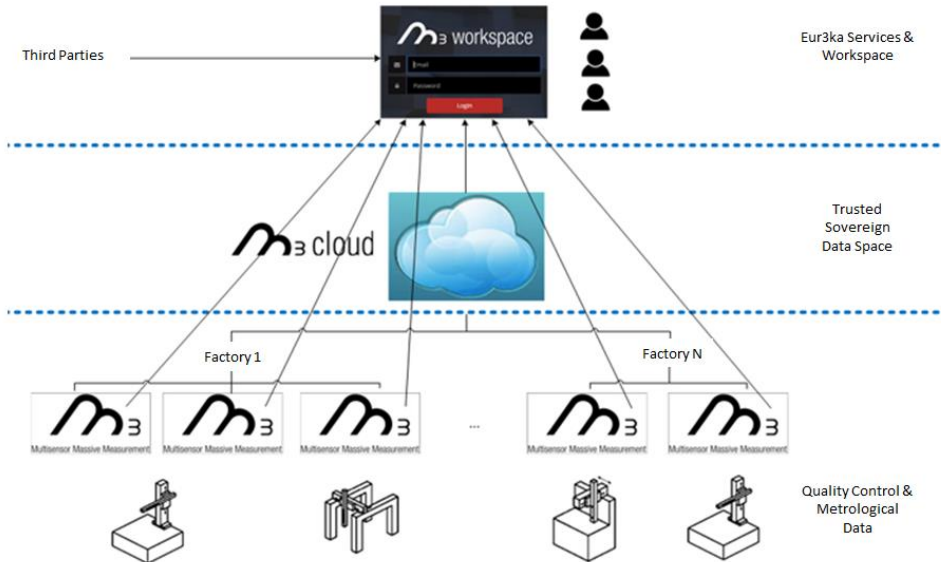 M3 workspace
Email
Password
Login
Third Parties
Eur3ka Services &
Workspace
M3 cloud
Trusted
Sovereign
Data Space
Factory 1
Factory N
M3
Multisensor Massive Measurement
M3
Multisensor Massive Measurement
M3
Multisensor Massive Measurement
...
M3
Multisensor Massive Measurement
M3
Multisensor Massive Measurement
Quality Control &
Metrological
Data